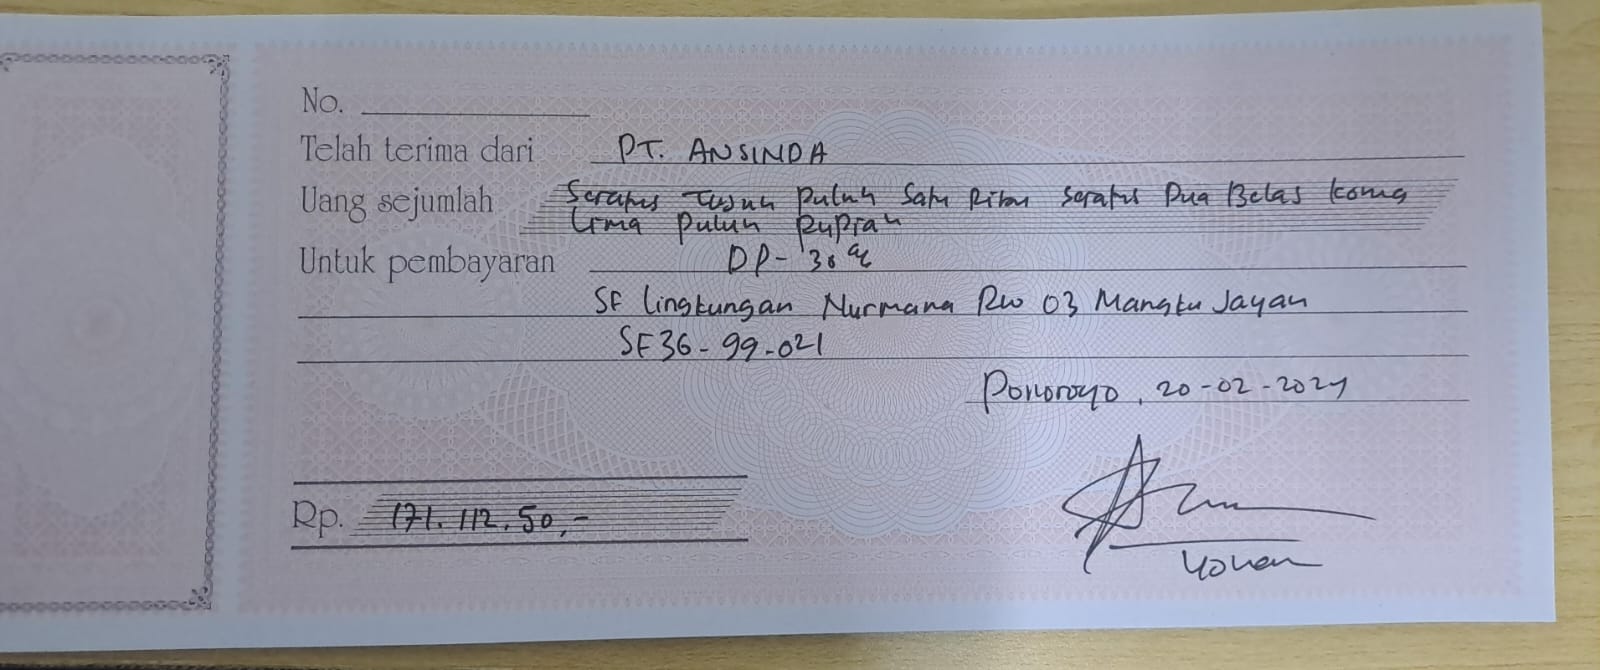 No.
Telah terima dari PT. ANSINDA
Uang sejumlah Seratus Tujuh Puluh Satu Ribu Seratus Dua Belas Koma
Lima Puluh Rupiah
Untuk pembayaran DP- 30%
SF Lingkungan Nurmana RW 03 Mangku Jayan
SF36-99-021
Ponorogo, 20-02-2024
Rp. 171.112.50,-
Yohan